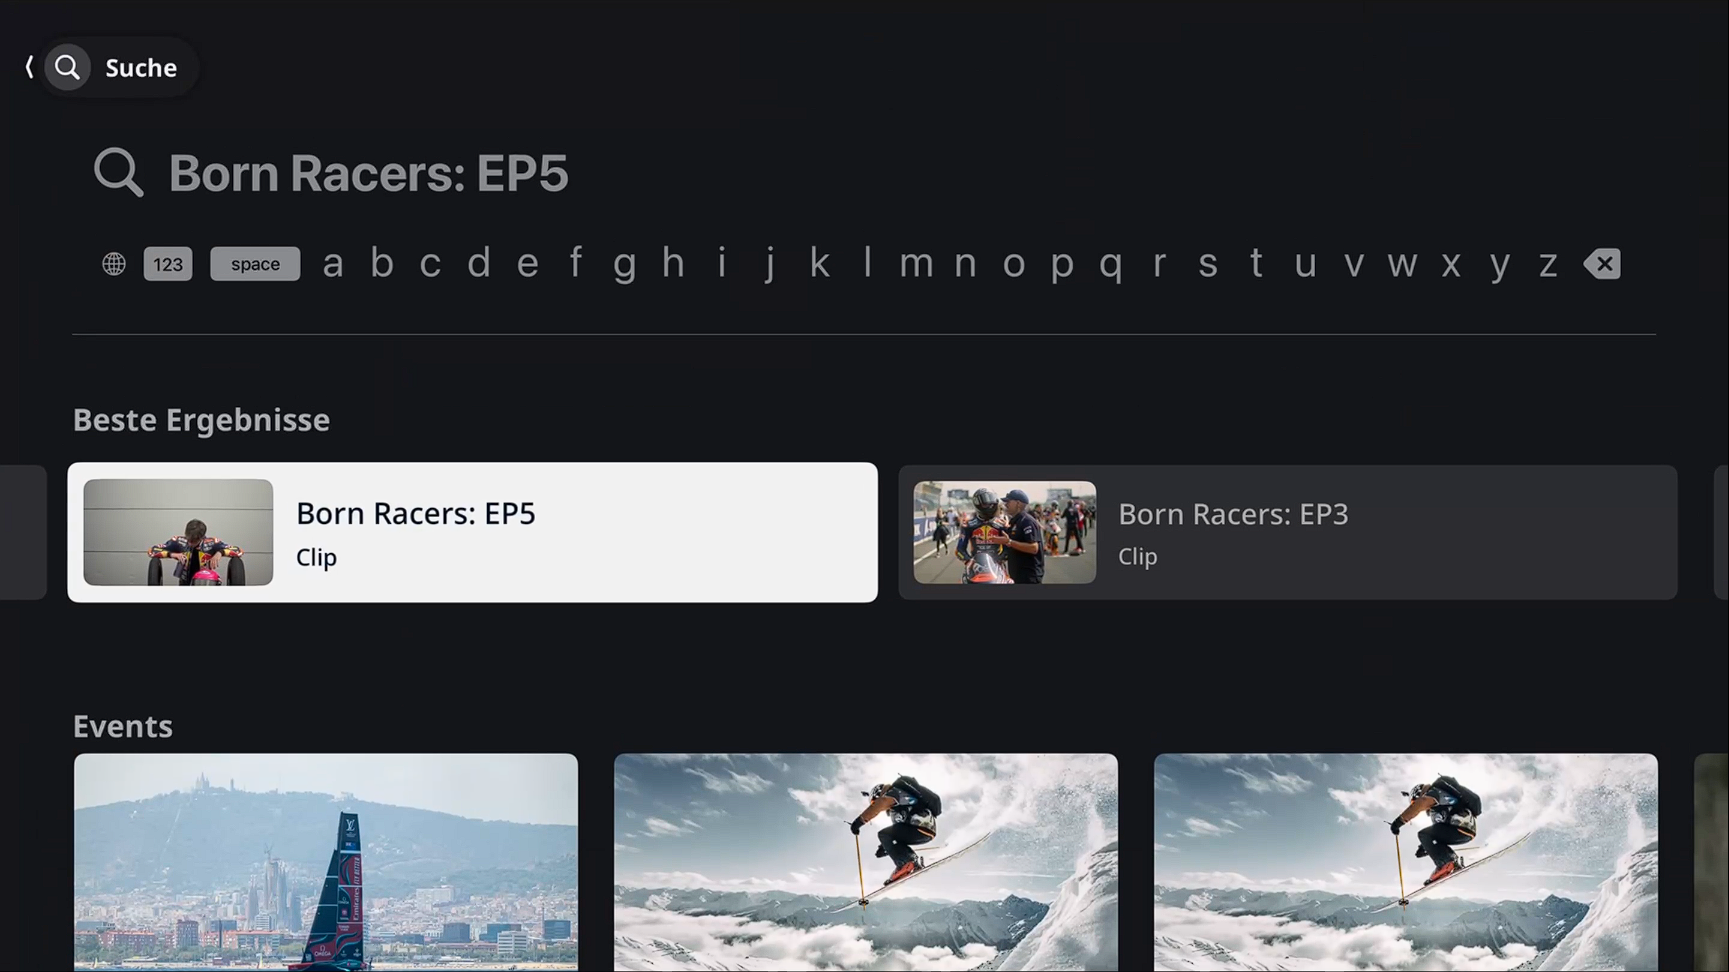 Suche
Born Racers: EP5
123 space a b c d e f g h i j k l m n o p q r s t u v w x y z
Beste Ergebnisse
Born Racers: EP5
Clip
Born Racers: EP3
Clip
Events